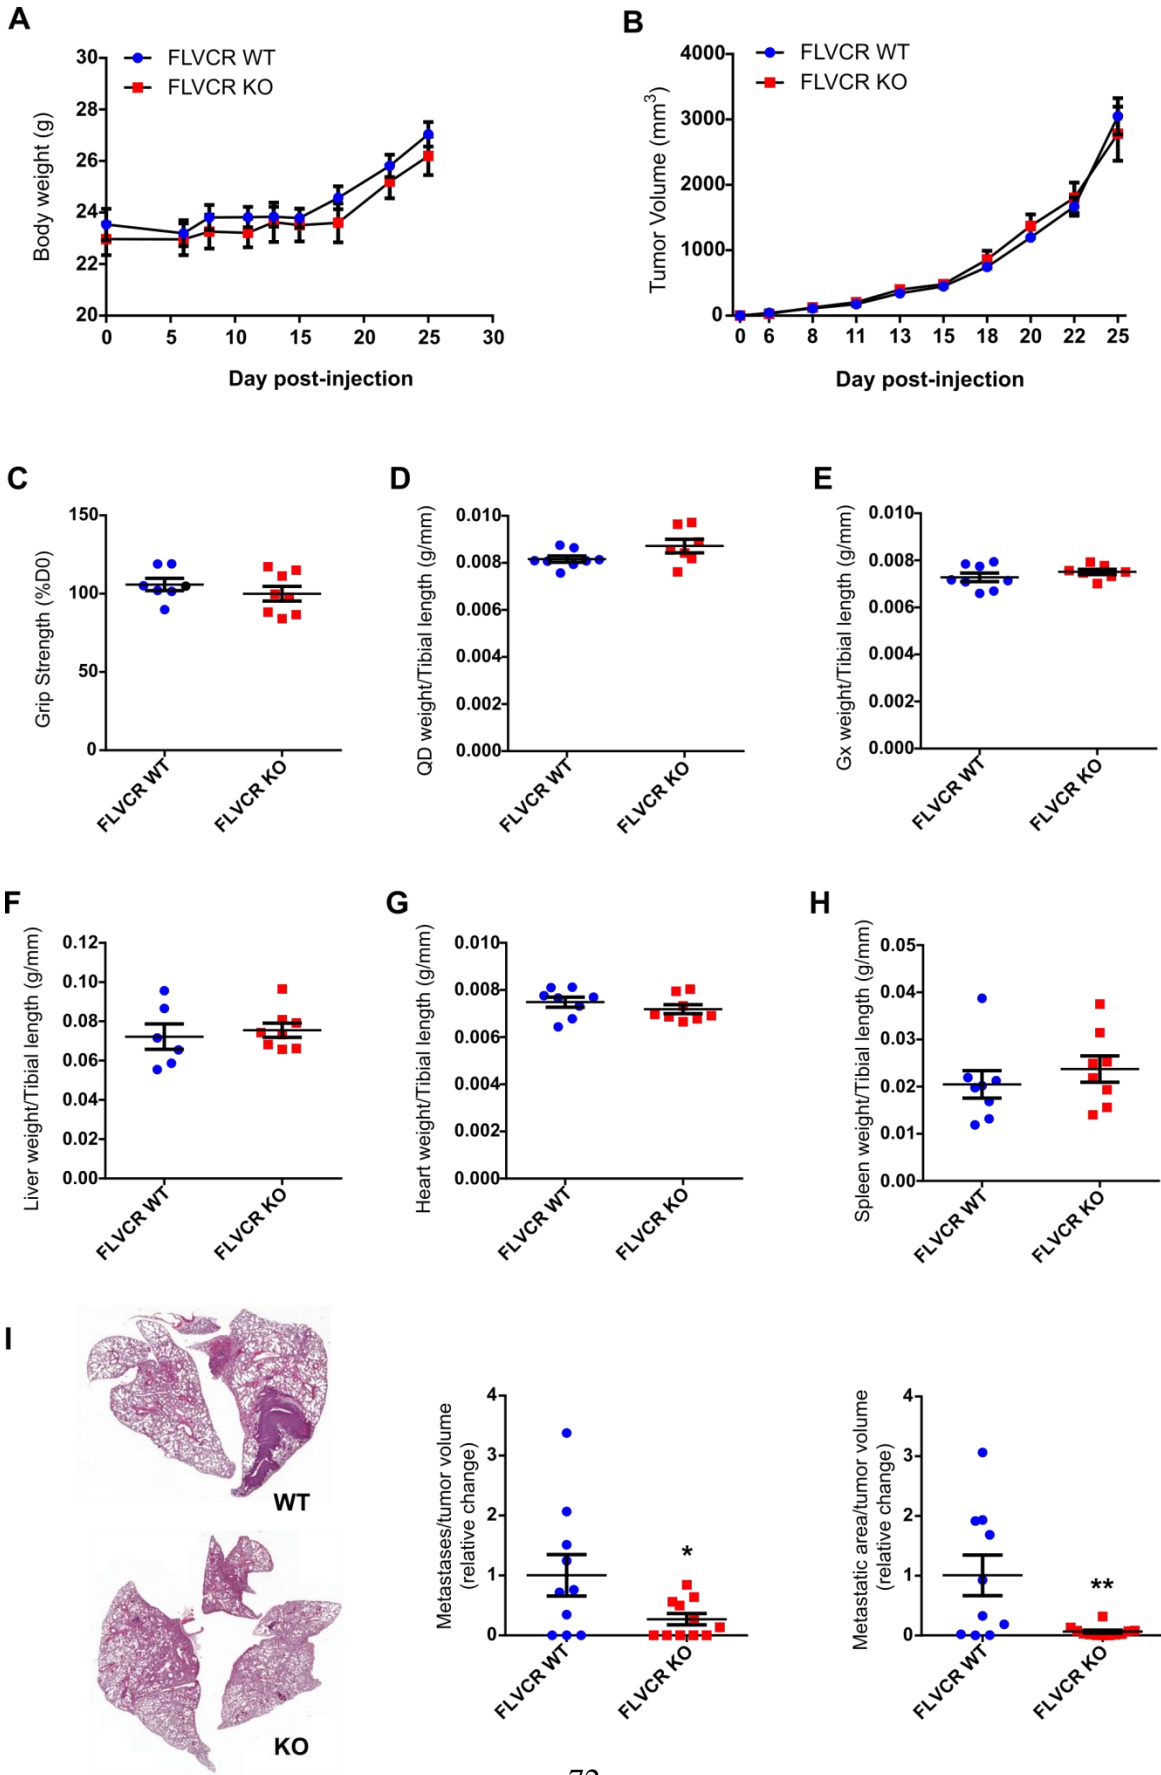 A
FLVCR WT
FLVCR KO
30
28
26
24
22
20
Body weight (g)
0 5 10 15 20 25 30
Day post-injection
B
FLVCR WT
FLVCR KO
4000
3000
2000
1000
0
Tumor Volume (mm3)
0 6 8 11 13 15 18 20 22 25
Day post-injection
C
150
100
50
0
Grip Strength (%D0)
FLVCR WT
FLVCR KO
D
0.010
0.008
0.006
0.004
0.002
0.000
QD weight/Tibial length (g/mm)
FLVCR WT
FLVCR KO
E
0.010
0.008
0.006
0.004
0.002
0.000
Gx weight/Tibial length (g/mm)
FLVCR WT
FLVCR KO
F
0.12
0.10
0.08
0.06
0.04
0.02
0.00
Liver weight/Tibial length (g/mm)
FLVCR WT
FLVCR KO
G
0.010
0.008
0.006
0.004
0.002
0.000
Heart weight/Tibial length (g/mm)
FLVCR WT
FLVCR KO
H
0.05
0.04
0.03
0.02
0.01
0.00
Spleen weight/Tibial length (g/mm)
FLVCR WT
FLVCR KO
I
WT
KO
4
3
2
1
0
Metastases/tumor volume
(relative change)
*
FLVCR WT
FLVCR KO
4
3
2
1
0
Metastatic area/tumor volume
(relative change)
**
FLVCR WT
FLVCR KO